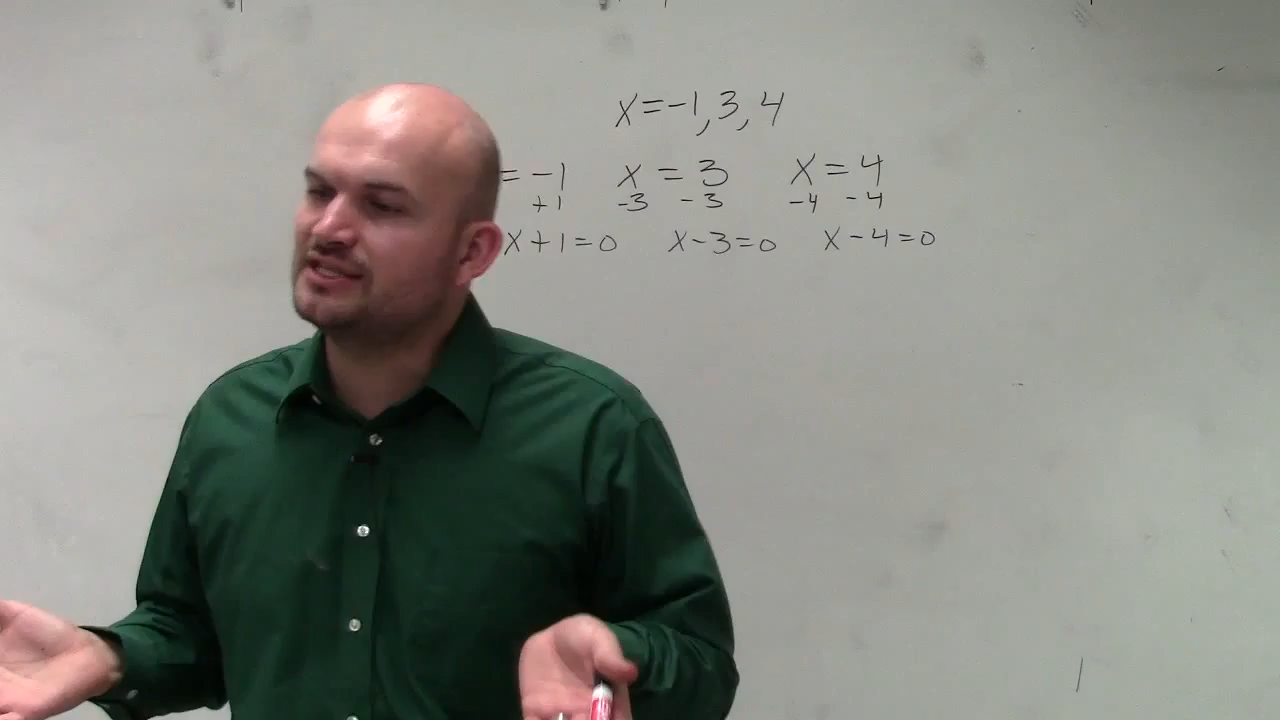 x=-1,3,4
=-1 x=3 x=4
+1 -3 -3 -4 -4
x+1=0 x-3=0 x-4=0